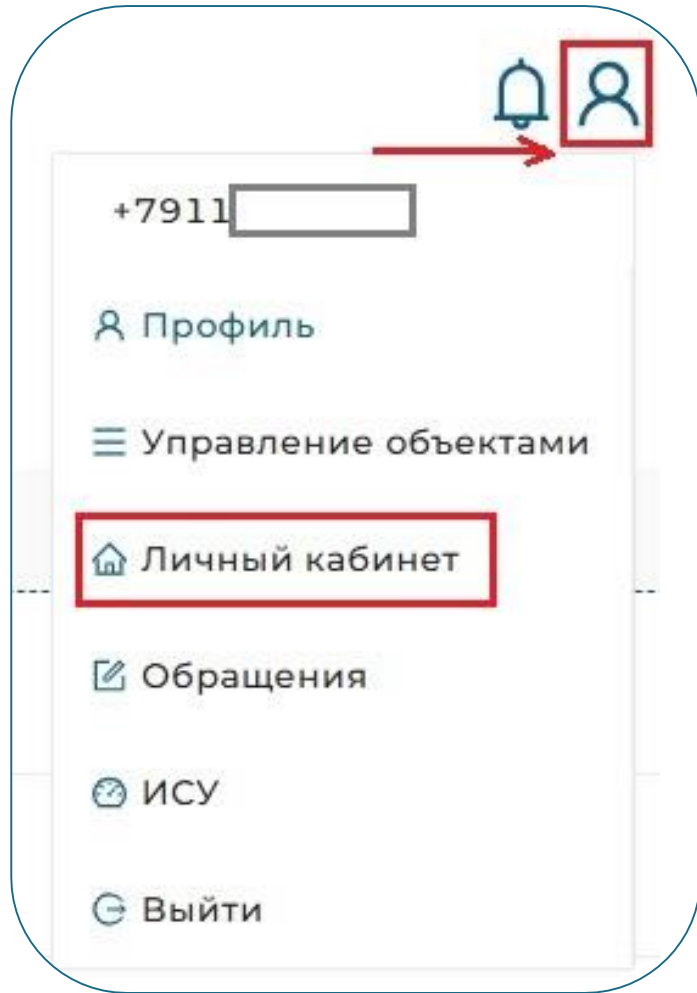 +7911
Профиль
Управление объектами
Личный кабинет
Обращения
ИСУ
Выйти